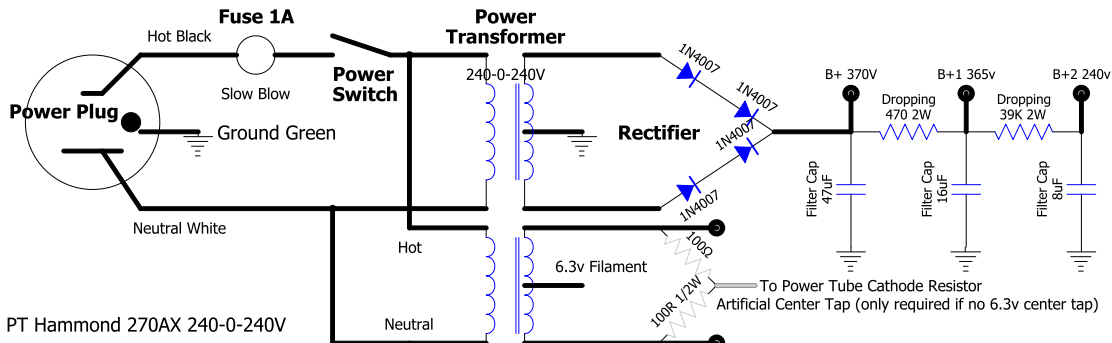 Fuse 1A
Hot Black
Slow Blow
Power Plug
Ground Green
Neutral White
Power
Switch
Power
Transformer
240-0-240V
1N4007
1N4007
1N4007
1N4007
Rectifier
B+ 370v
B+1 365v
B+2 240v
Dropping
470 2W
Dropping
39K 2W
Filter Cap
47uF
Filter Cap
16uF
Filter Cap
8uF
Hot
Neutral
6.3v Filament
100Ω
100R 1/2W
To Power Tube Cathode Resistor
Artificial Center Tap (only required if no 6.3v center tap)
PT Hammond 270AX 240-0-240V